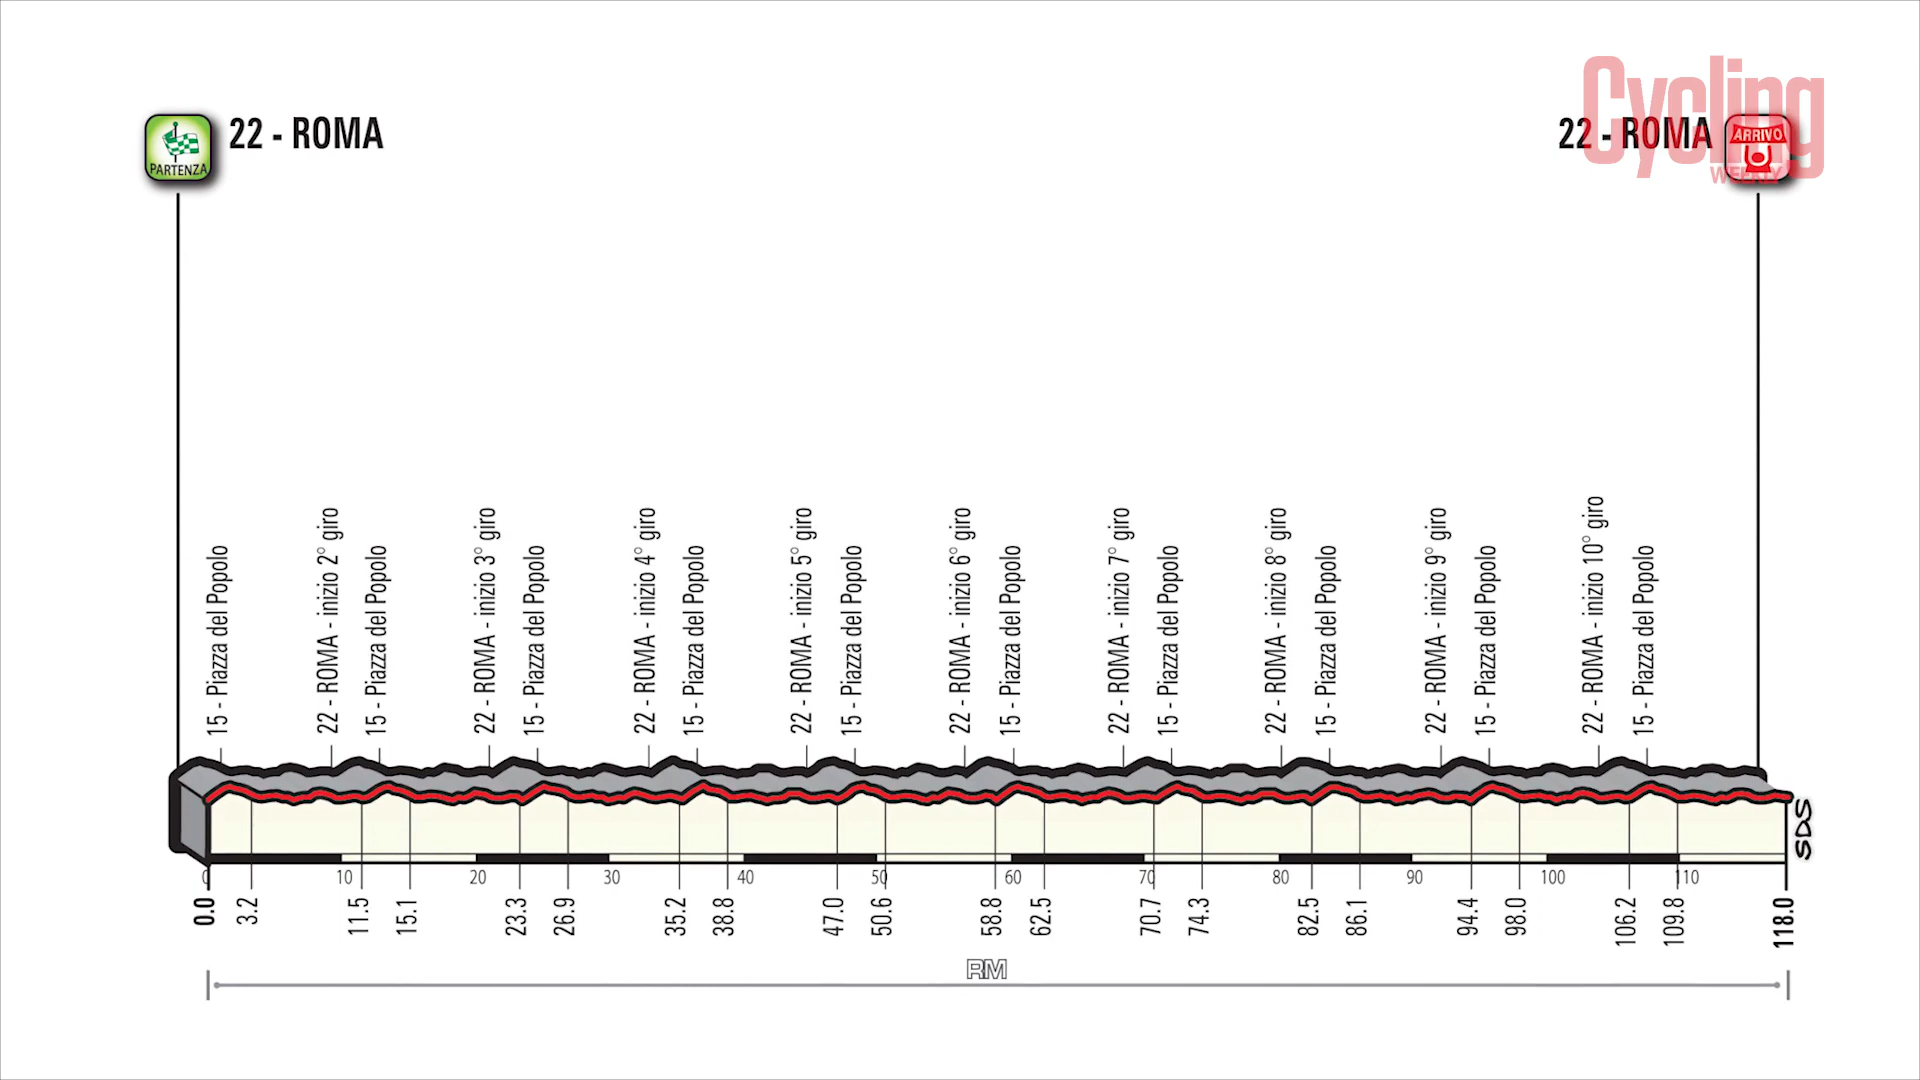 Cycling
WEEKLY
PARTENZA
22 - ROMA
22 - ROMA
ARRIVO
15 - Piazza del Popolo
22 - ROMA - inizio 2° giro
15 - Piazza del Popolo
22 - ROMA - inizio 3° giro
15 - Piazza del Popolo
22 - ROMA - inizio 4° giro
15 - Piazza del Popolo
22 - ROMA - inizio 5° giro
15 - Piazza del Popolo
22 - ROMA - inizio 6° giro
15 - Piazza del Popolo
22 - ROMA - inizio 7° giro
15 - Piazza del Popolo
22 - ROMA - inizio 8° giro
15 - Piazza del Popolo
22 - ROMA - inizio 9° giro
15 - Piazza del Popolo
22 - ROMA - inizio 10° giro
15 - Piazza del Popolo
SDS
0 10 20 30 40 50 60 70 80 90 100 110
0.0 3.2 11.5 15.1 23.3 26.9 35.2 38.8 47.0 50.6 58.8 62.5 70.7 74.3 82.5 86.1 94.4 98.0 106.2 109.8 118.0
RM